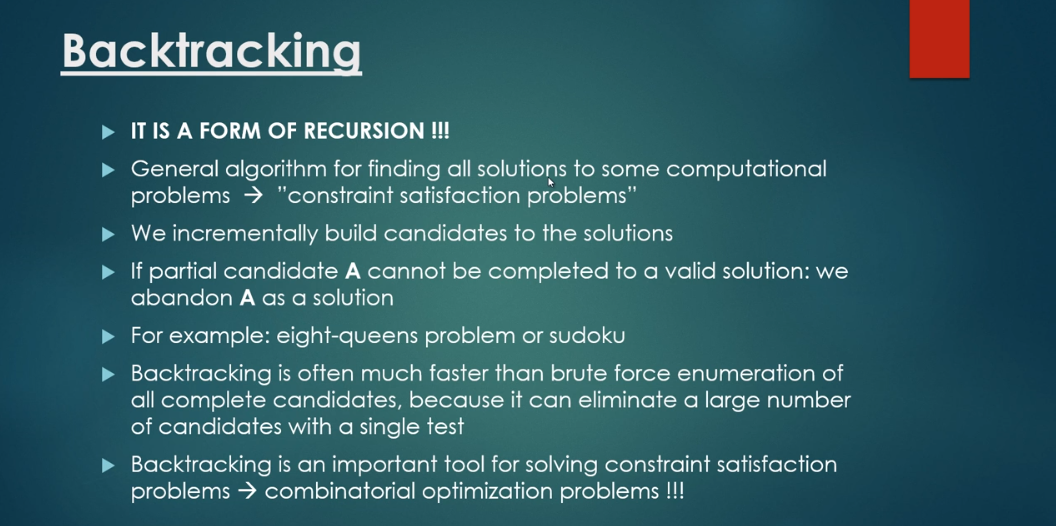 Backtracking
IT IS A FORM OF RECURSION !!!
General algorithm for finding all solutions to some computational
problems → ”constraint satisfaction problems”
We incrementally build candidates to the solutions
If partial candidate A cannot be completed to a valid solution: we
abandon A as a solution
For example: eight-queens problem or sudoku
Backtracking is often much faster than brute force enumeration of
all complete candidates, because it can eliminate a large number
of candidates with a single test
Backtracking is an important tool for solving constraint satisfaction
problems → combinatorial optimization problems !!!